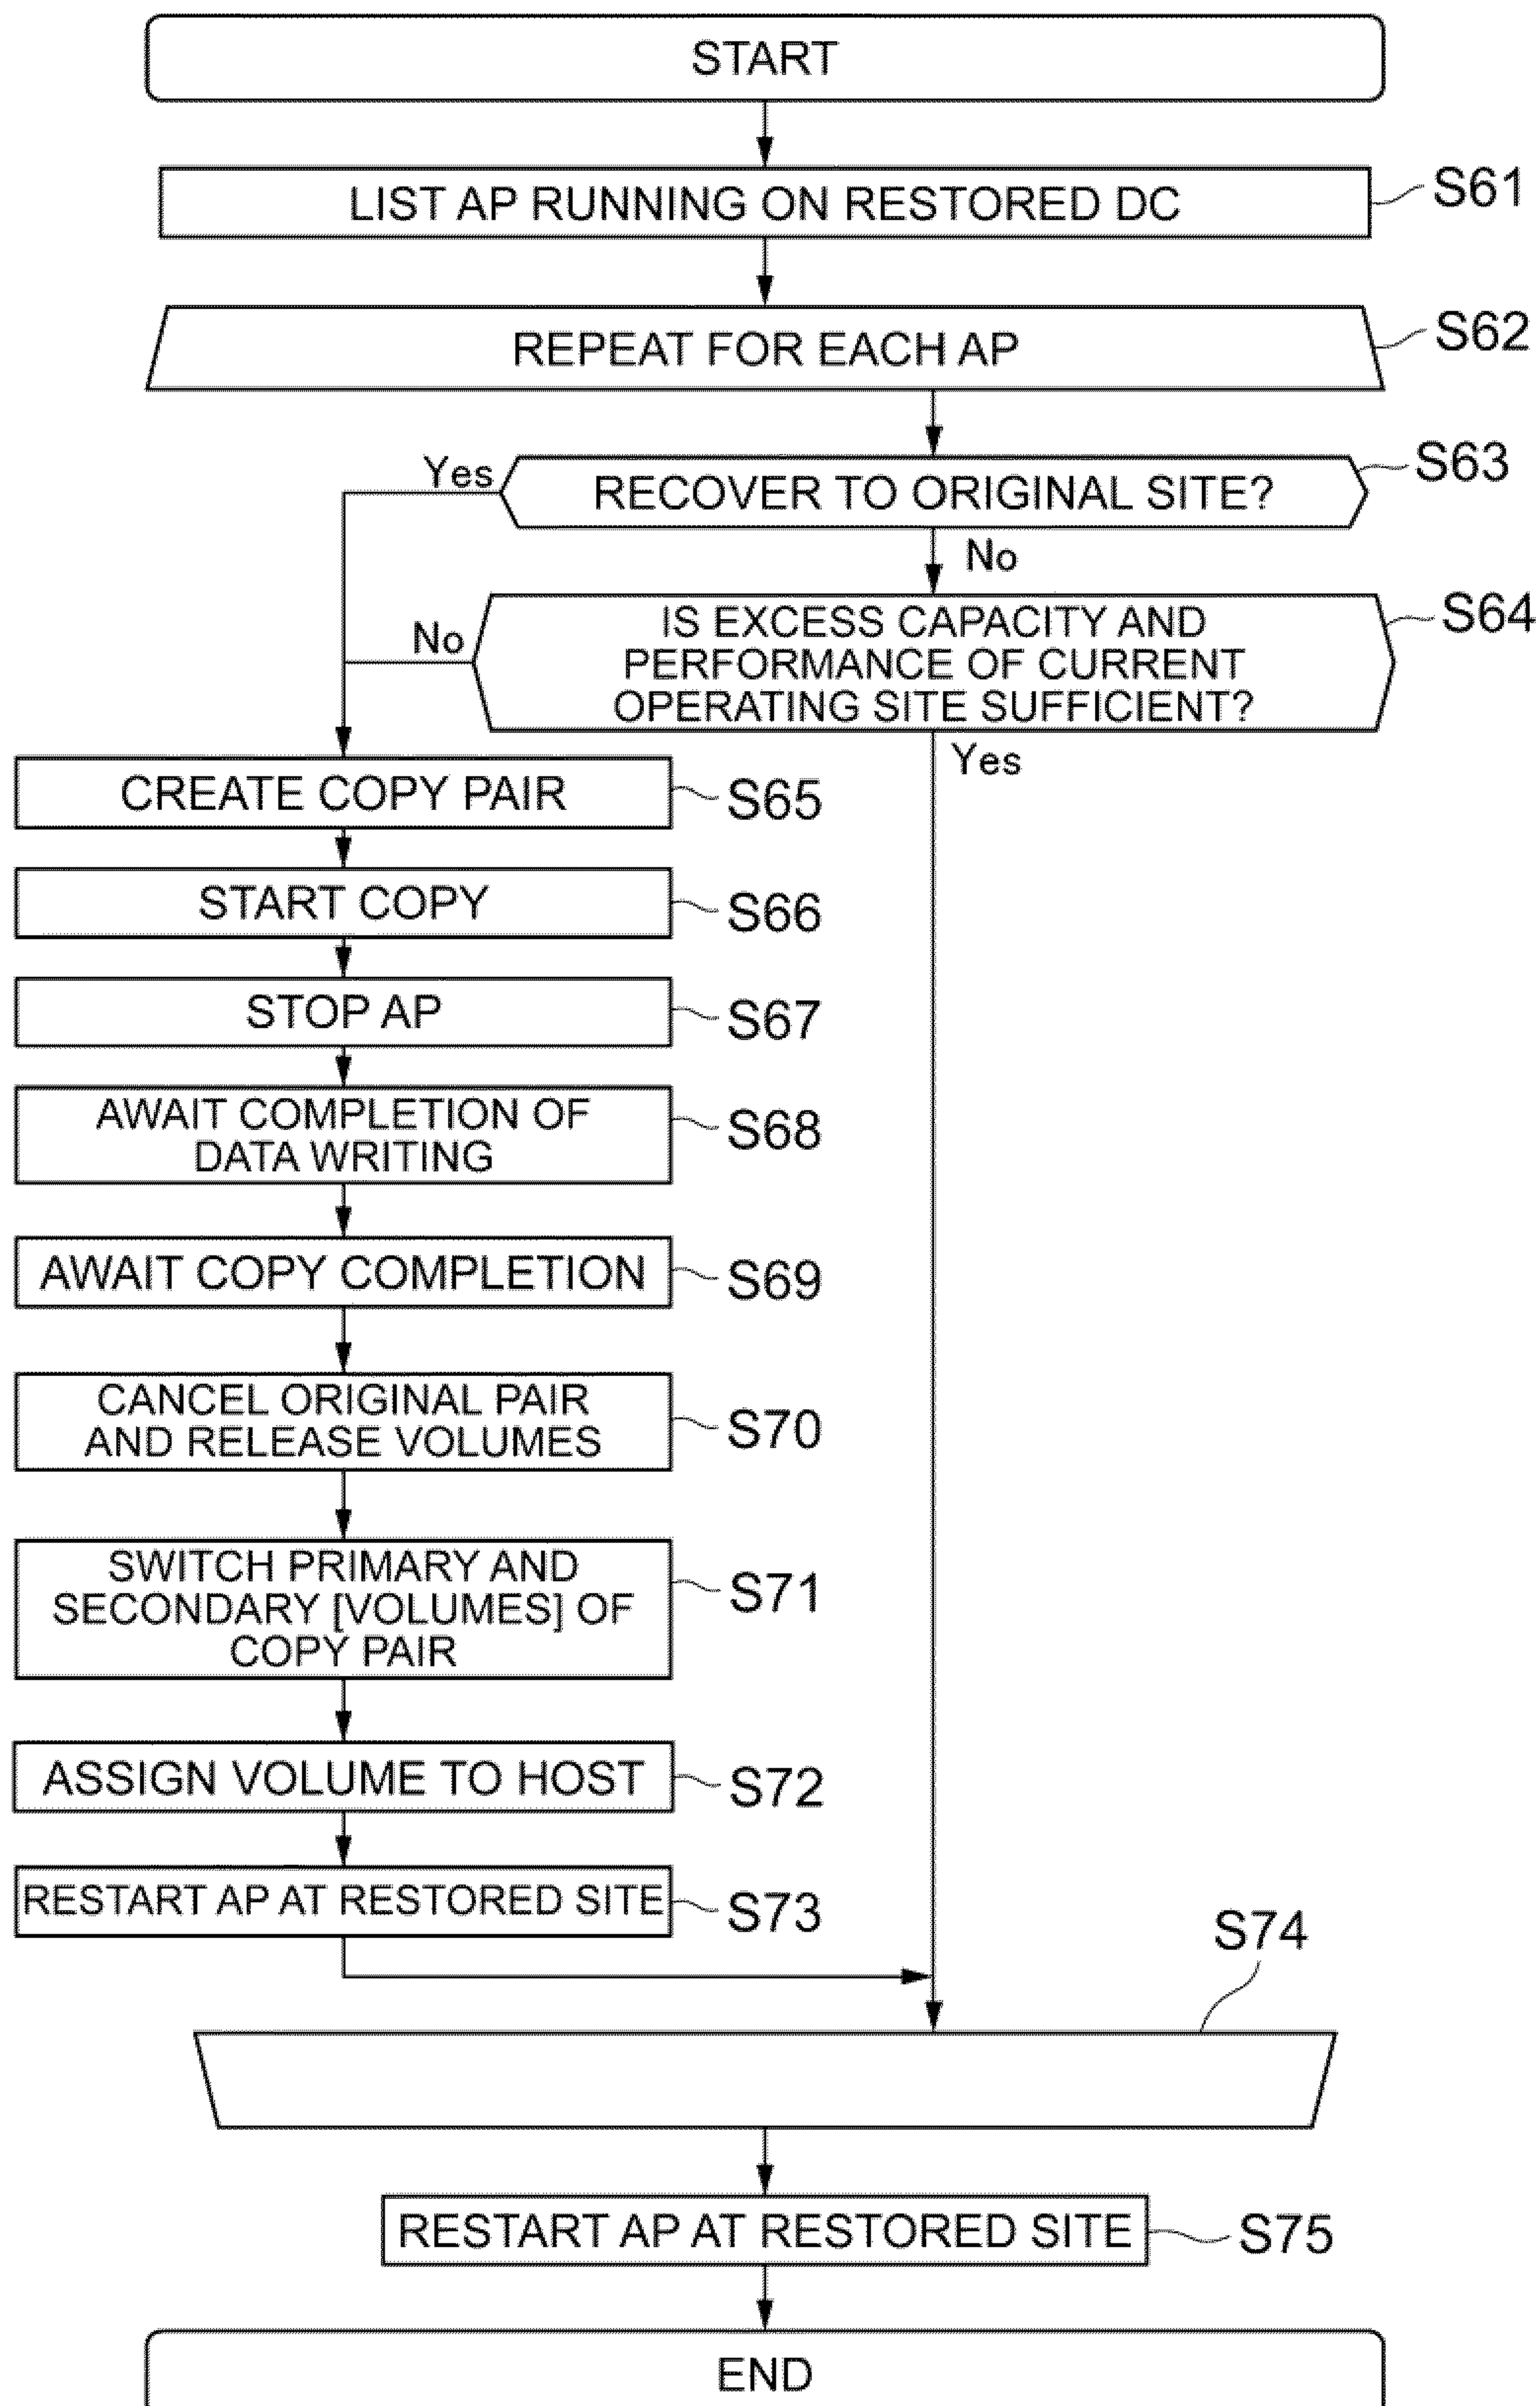 START
LIST AP RUNNING ON RESTORED DC
S61
REPEAT FOR EACH AP
S62
Yes
RECOVER TO ORIGINAL SITE?
S63
No
No
IS EXCESS CAPACITY AND
PERFORMANCE OF CURRENT
OPERATING SITE SUFFICIENT?
S64
Yes
CREATE COPY PAIR
S65
START COPY
S66
STOP AP
S67
AWAIT COMPLETION OF
DATA WRITING
S68
AWAIT COPY COMPLETION
S69
CANCEL ORIGINAL PAIR
AND RELEASE VOLUMES
S70
SWITCH PRIMARY AND
SECONDARY [VOLUMES] OF
COPY PAIR
S71
ASSIGN VOLUME TO HOST
S72
RESTART AP AT RESTORED SITE
S73
S74
RESTART AP AT RESTORED SITE
S75
END